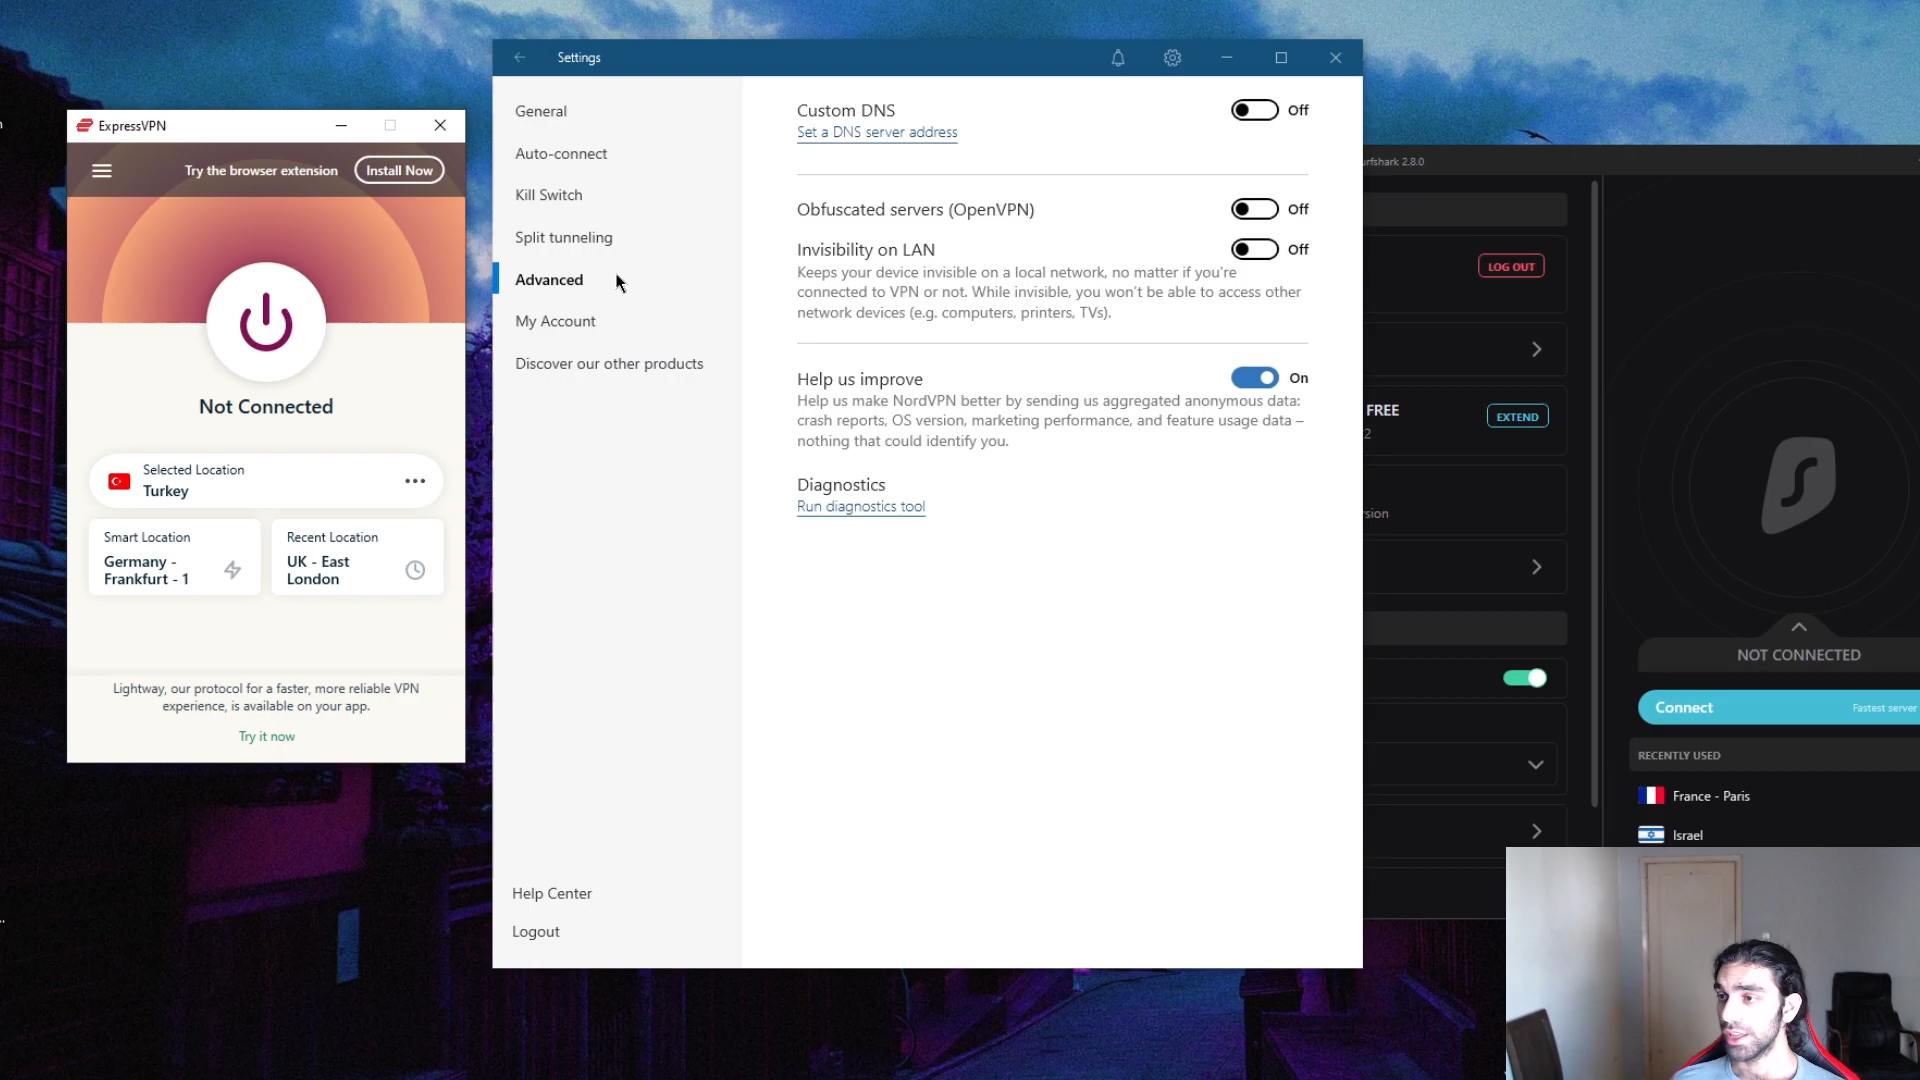 ExpressVPN
Try the browser extension
Install Now
Not Connected
Selected Location
Turkey
Smart Location
Germany -
Frankfurt - 1
Recent Location
UK - East
London
Lightway, our protocol for a faster, more reliable VPN
experience, is available on your app.
Try it now
Settings
General
Auto-connect
Kill Switch
Split tunneling
Advanced
My Account
Discover our other products
Help Center
Logout
Custom DNS
Off
Set a DNS server address
Obfuscated servers (OpenVPN)
Off
Invisibility on LAN
Off
Keeps your device invisible on a local network, no matter if you're
connected to VPN or not. While invisible, you won't be able to access other
network devices (e.g. computers, printers, TVs).
Help us improve
On
Help us make NordVPN better by sending us aggregated anonymous data:
crash reports, OS version, marketing performance, and feature usage data –
nothing that could identify you.
Diagnostics
Run diagnostics tool
urfshark 2.8.0
LOG OUT
FREE
2
EXTEND
rsion
NOT CONNECTED
Connect
Fastest server
RECENTLY USED
France - Paris
Israel